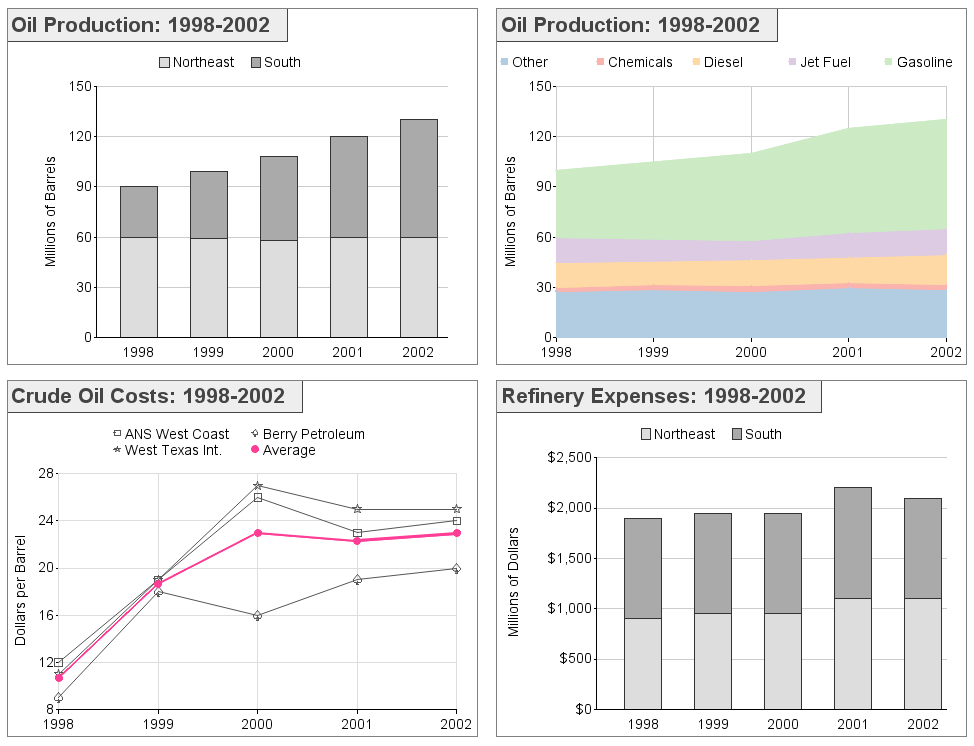 Oil Production: 1998-2002
Northeast South
Millions of Barrels
150
120
90
60
30
0
1998 1999 2000 2001 2002
Oil Production: 1998-2002
Other Chemicals Diesel Jet Fuel Gasoline
Millions of Barrels
150
120
90
60
30
0
1998 1999 2000 2001 2002
Crude Oil Costs: 1998-2002
ANS West Coast Berry Petroleum
West Texas Int. Average
Dollars per Barrel
28
24
20
16
12
8
1998 1999 2000 2001 2002
Refinery Expenses: 1998-2002
Northeast South
Millions of Dollars
$2,500
$2,000
$1,500
$1,000
$500
$0
1998 1999 2000 2001 2002